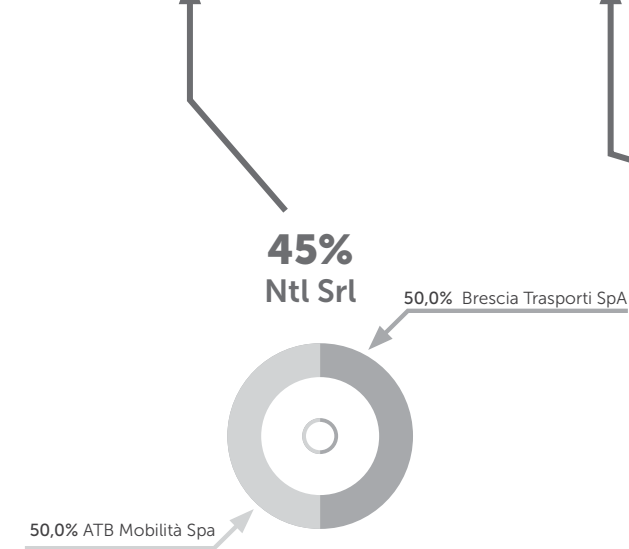 45%
Ntl Srl
50,0% Brescia Trasporti SpA
50,0% ATB Mobilità Spa